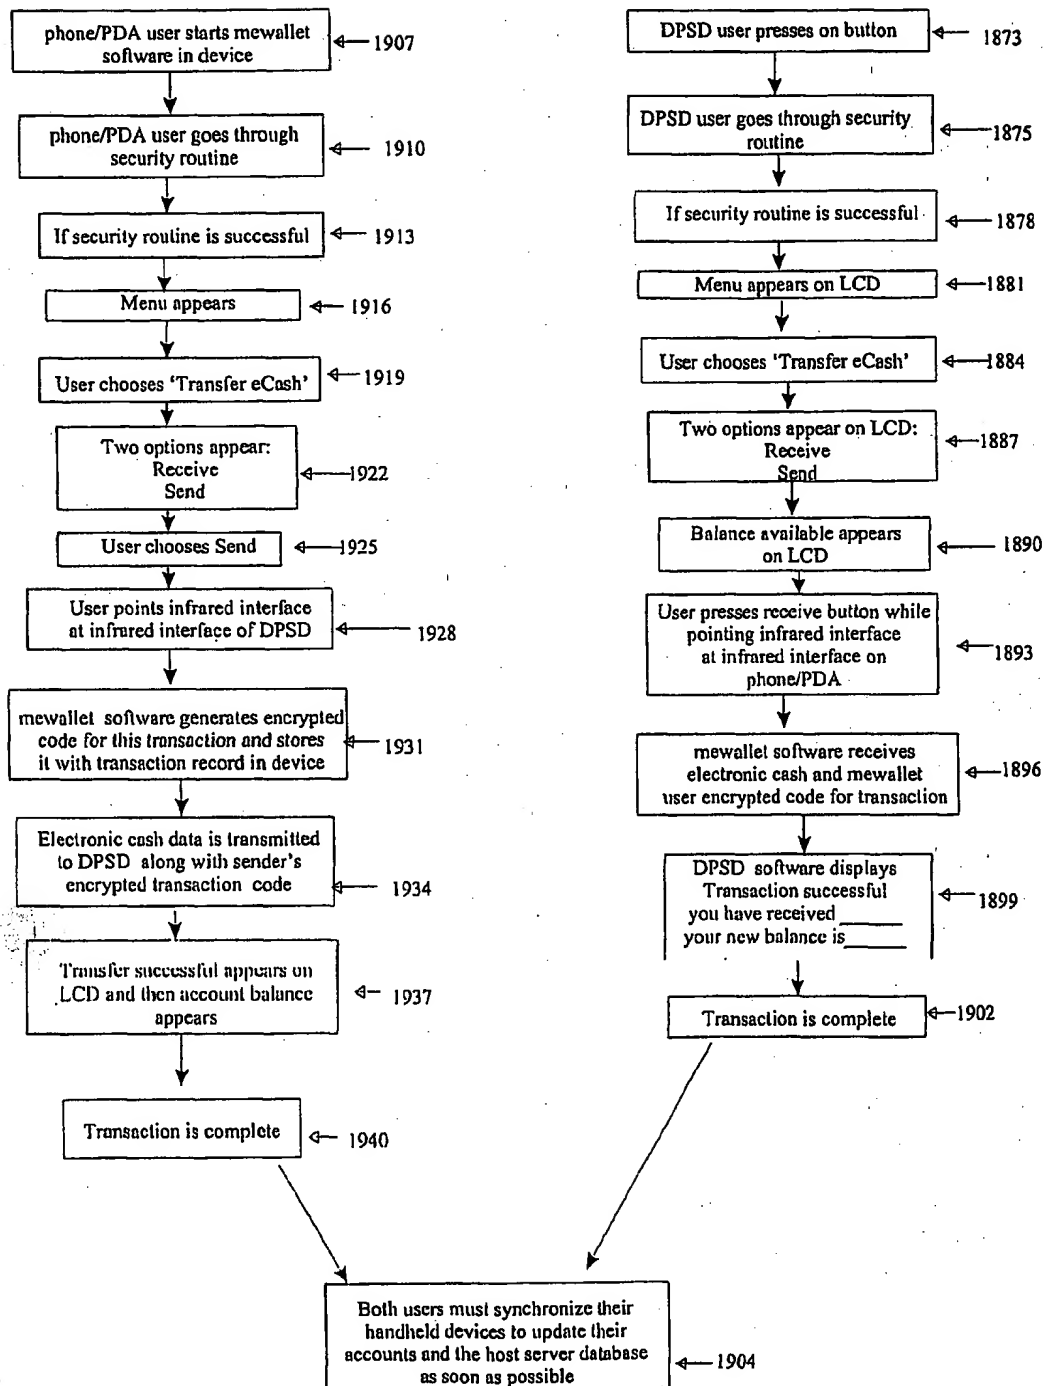 phone/PDA user starts mewallet
software in device
1907
phone/PDA user goes through
security routine
1910
If security routine is successful
1913
Menu appears
1916
User chooses ‘Transfer eCash’
1919
Two options appear:
Receive
Send
1922
User chooses Send
1925
User points infrared interface
at infrared interface of DPSD
1928
mewallet software generates encrypted
code for this transaction and stores
it with transaction record in device
1931
Electronic cash data is transmitted
to DPSD along with sender's
encrypted transaction code
1934
Transfer successful appears on
LCD and then account balance
appears
1937
Transaction is complete
1940
DPSD user presses on button
1873
DPSD user goes through security
routine
1875
If security routine is successful
1878
Menu appears on LCD
1881
User chooses ‘Transfer eCash’
1884
Two options appear on LCD:
Receive
Send
1887
Balance available appears
on LCD
1890
User presses receive button while
pointing infrared interface
at infrared interface on
phone/PDA
1893
mewallet software receives
electronic cash and mewallet
user encrypted code for transaction
1896
DPSD software displays
Transaction successful
you have received ______
your new balance is ______
1899
Transaction is complete
1902
Both users must synchronize their
handheld devices to update their
accounts and the host server database
as soon as possible
1904